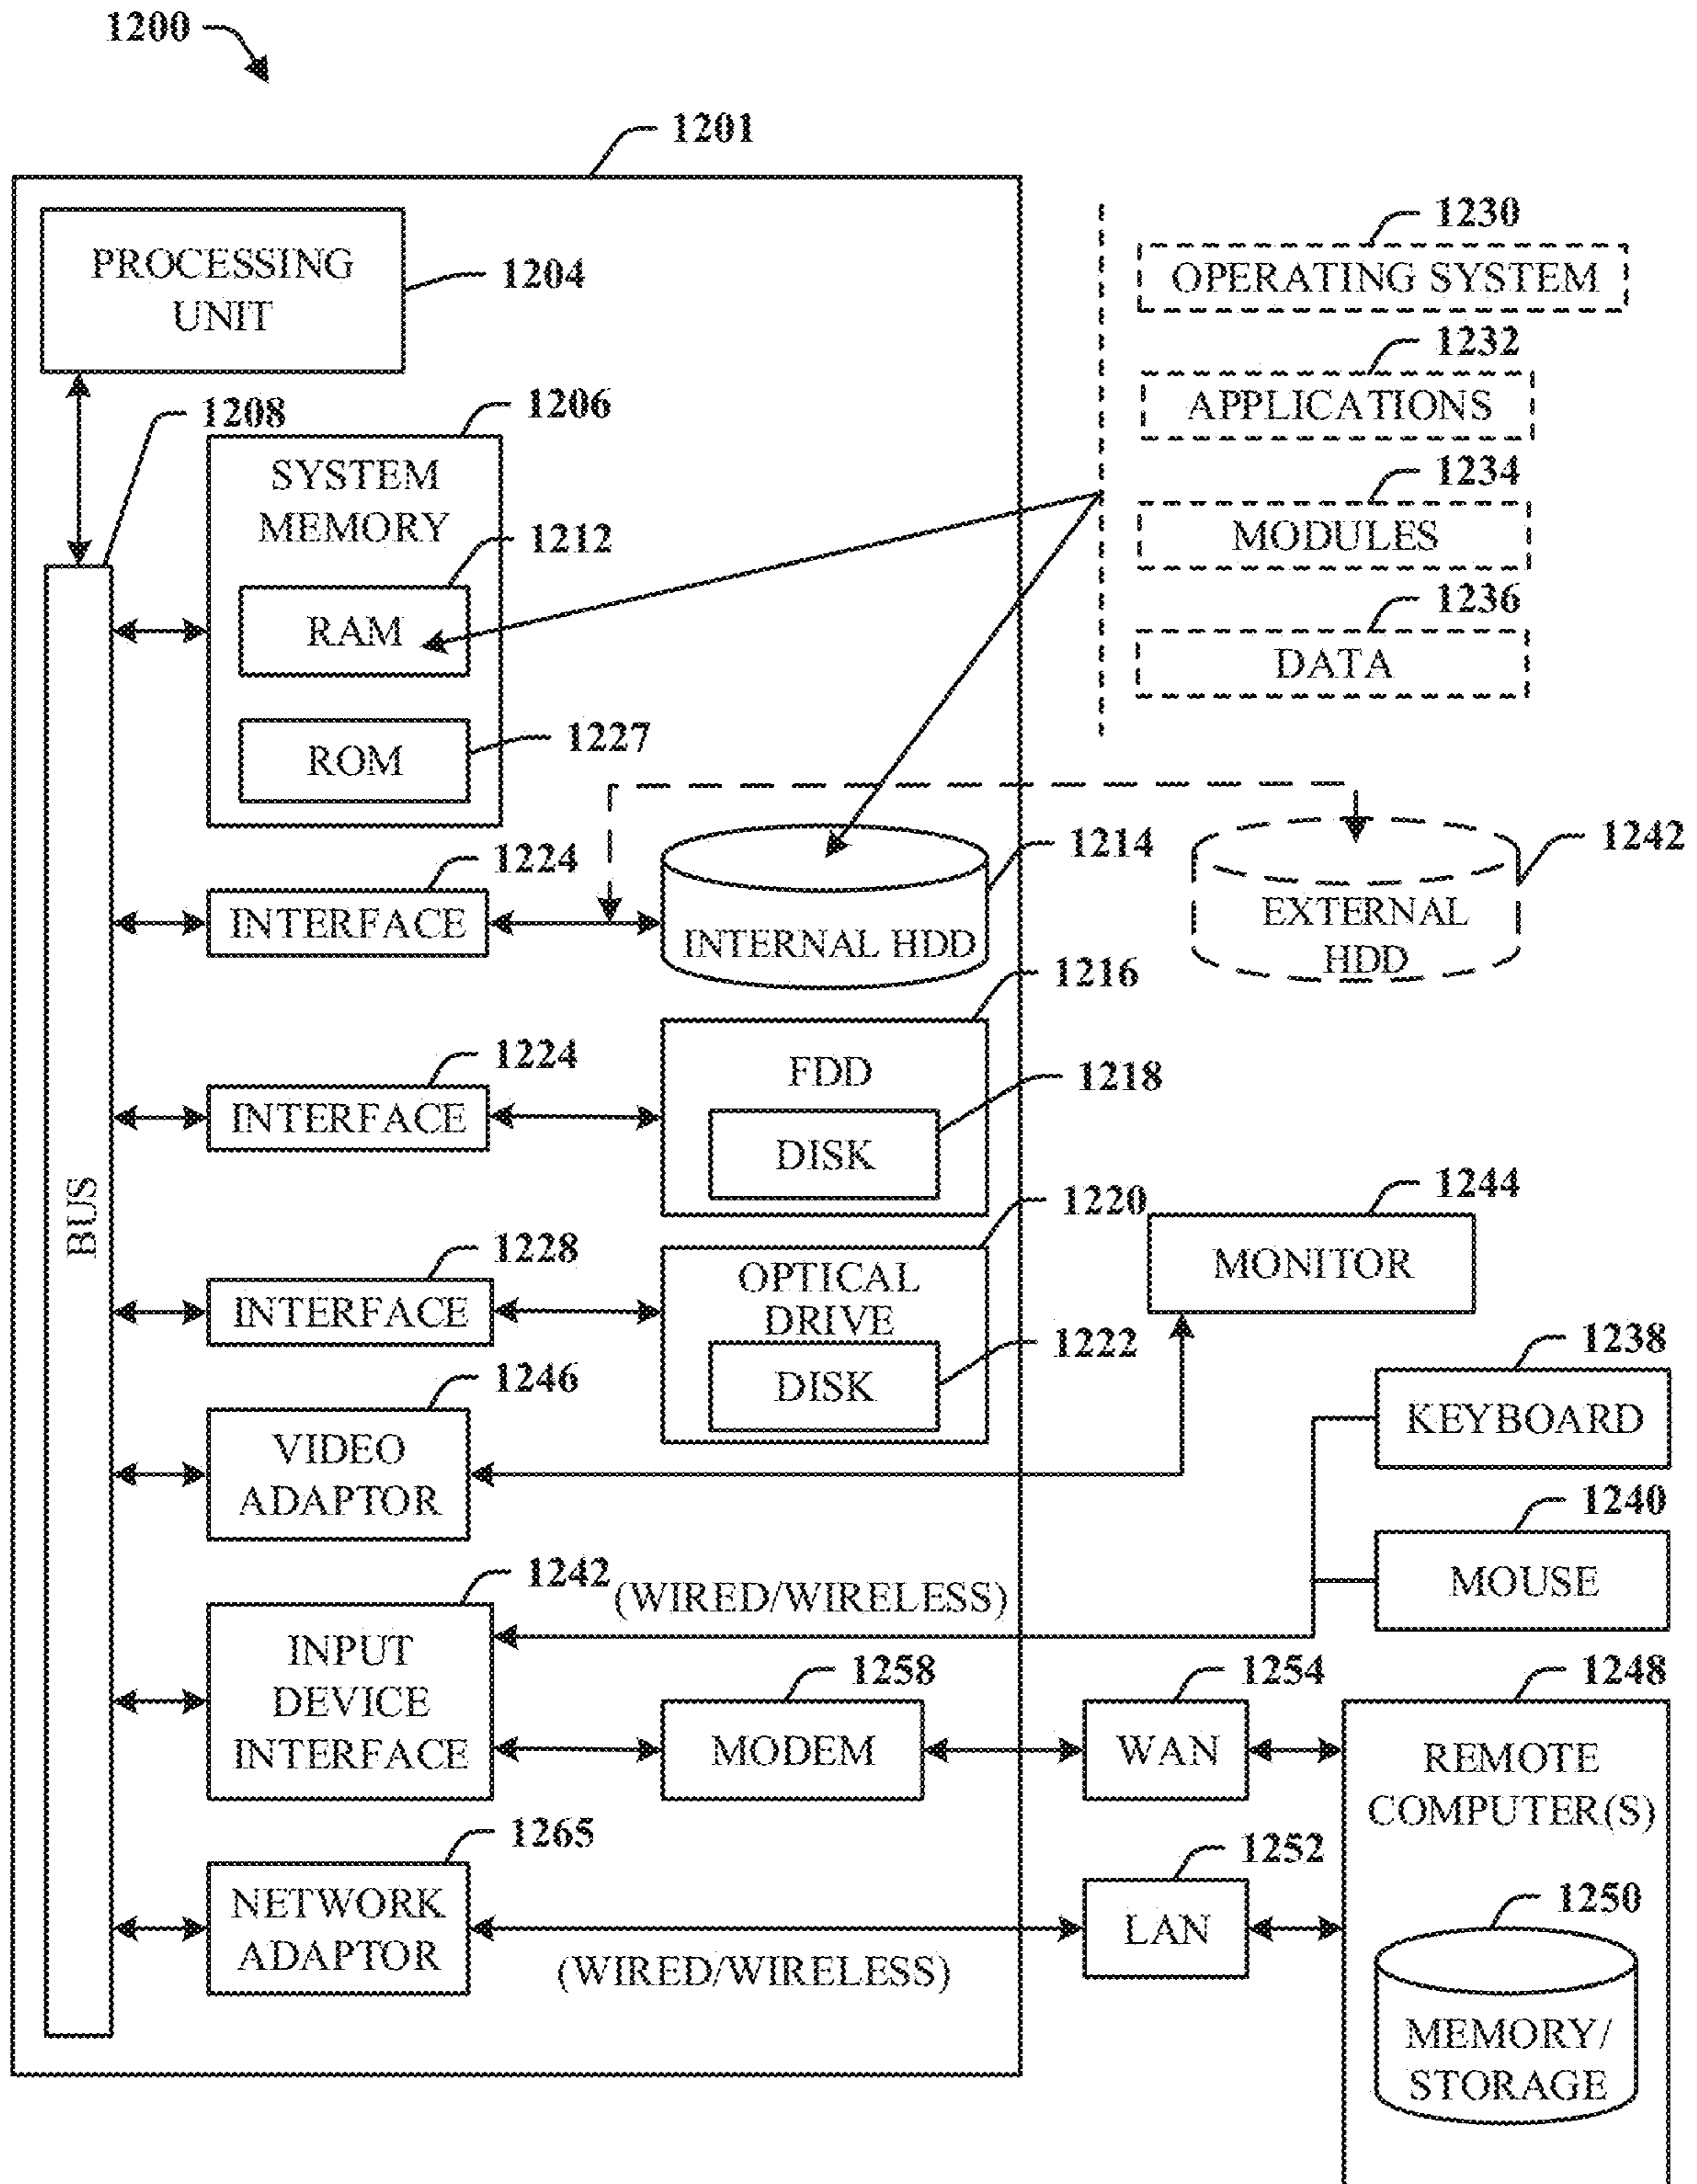 1200
1201
PROCESSING
UNIT
1204
1230
OPERATING SYSTEM
1232
APPLICATIONS
1234
MODULES
1236
DATA
1208
1206
SYSTEM
MEMORY
1212
RAM
1227
ROM
1224
INTERFACE
1214
INTERNAL HDD
1242
EXTERNAL
HDD
1216
1224
INTERFACE
FDD
1218
DISK
BUS
1220
1244
MONITOR
1228
INTERFACE
OPTICAL
DRIVE
1222
DISK
1238
KEYBOARD
1246
VIDEO
ADAPTOR
1240
MOUSE
1242
(WIRED/WIRELESS)
INPUT
DEVICE
INTERFACE
1258
MODEM
1254
WAN
1248
REMOTE
COMPUTER(S)
1265
NETWORK
ADAPTOR
(WIRED/WIRELESS)
1252
LAN
1250
MEMORY/
STORAGE